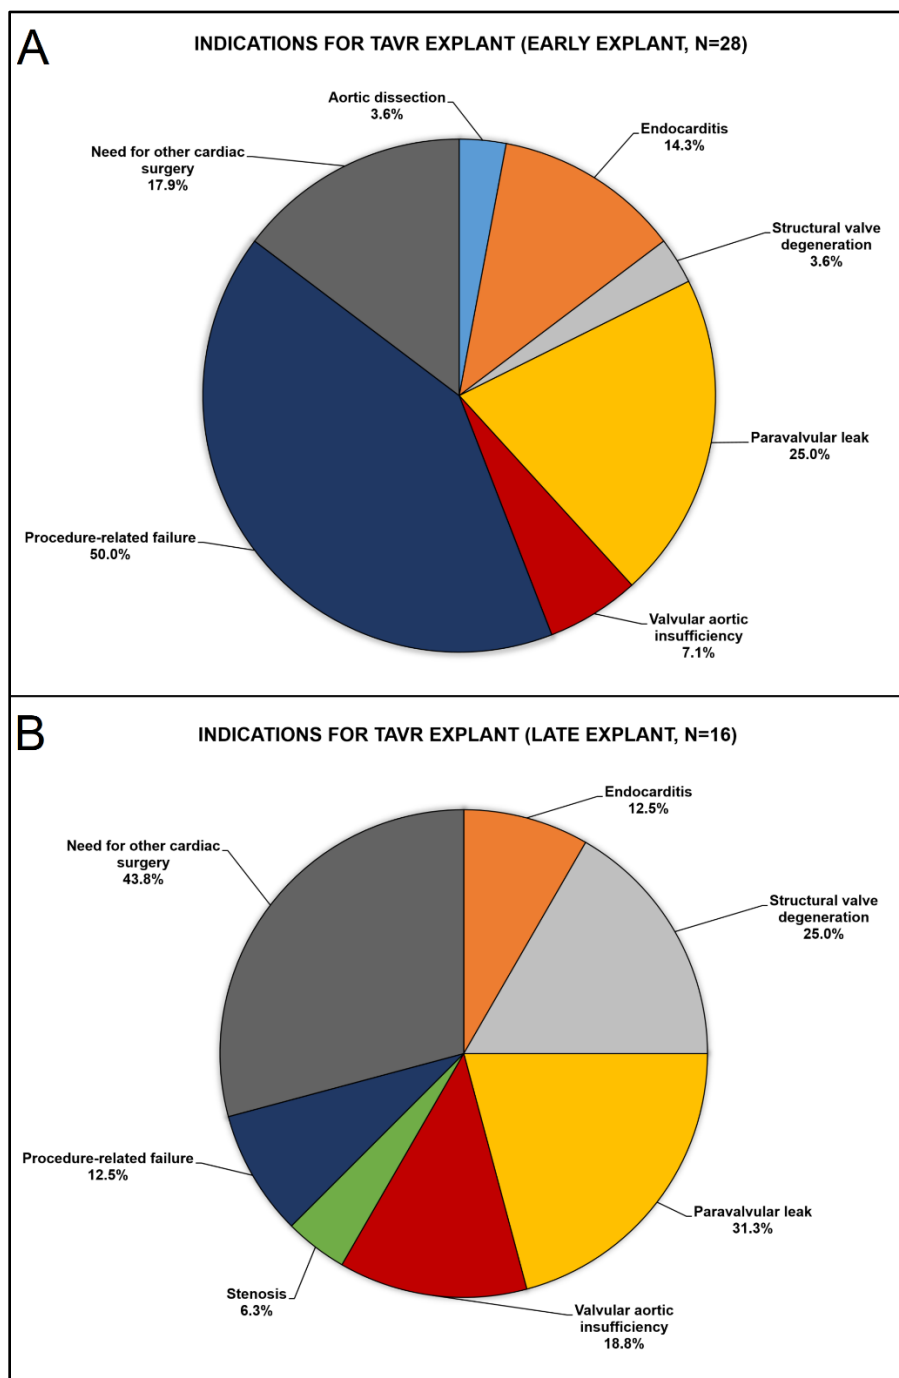 A
INDICATIONS FOR TAVR EXPLANT (EARLY EXPLANT, N=28)
Aortic dissection
3.6%
Endocarditis
14.3%
Need for other cardiac
surgery
17.9%
Structural valve
degeneration
3.6%
Paravalvular leak
25.0%
Procedure-related failure
50.0%
Valvular aortic
insufficiency
7.1%
B
INDICATIONS FOR TAVR EXPLANT (LATE EXPLANT, N=16)
Endocarditis
12.5%
Need for other cardiac
surgery
43.8%
Structural valve
degeneration
25.0%
Procedure-related failure
12.5%
Paravalvular leak
31.3%
Stenosis
6.3%
Valvular aortic
insufficiency
18.8%